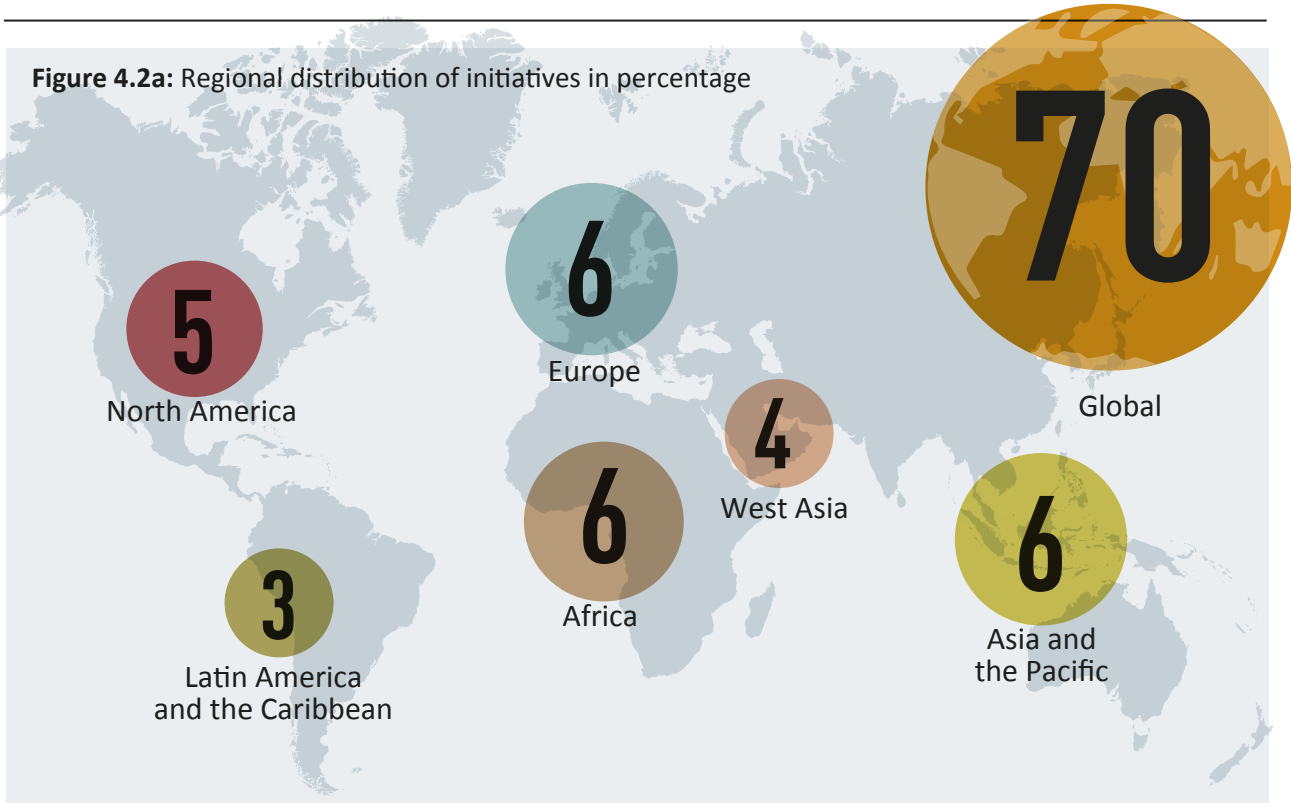 Figure 4.2a: Regional distribution of initiatives in percentage
70
Global
6
Europe
5
North America
4
West Asia
6
Africa
6
Asia and
the Pacific
3
Latin America
and the Caribbean